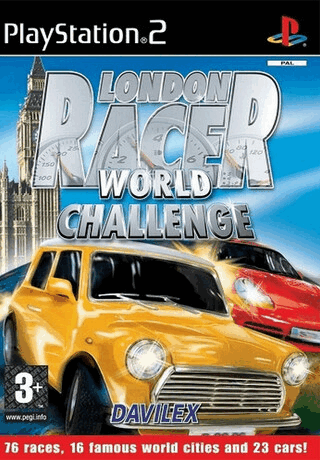 PlayStation®2
PAL
LONDON
RACER
WORLD
CHALLENGE
3+
www.pegi.info
DAVILEX
76 races, 16 famous world cities and 23 cars!